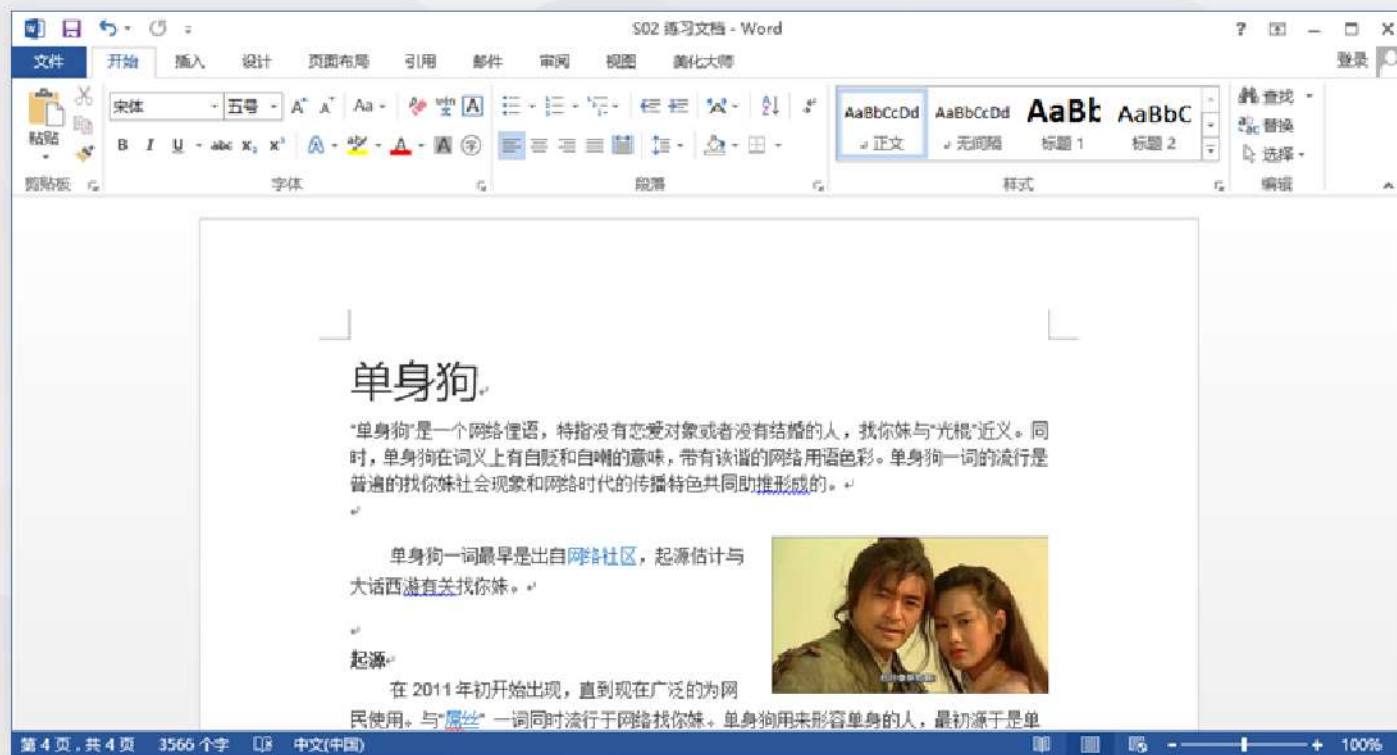 S02 练习文档 - Word
文件 开始 插入 设计 页面布局 引用 邮件 审阅 视图 美化大师 登录
宋体 五号 Aa 查找
替换
粘贴 B I U abc X₂ X² A 选择
AaBbCcDd AaBbCcDd AaBb AaBbC
正文 无间隔 标题 1 标题 2
剪贴板 字体 段落 样式 编辑
单身狗
“单身狗”是一个网络俚语，特指没有恋爱对象或者没有结婚的人，找你妹与“光棍”近义。同
时，单身狗在词义上有自贬和自嘲的意味，带有诙谐的网络用语色彩。单身狗一词的流行是
普遍的找你妹社会现象和网络时代的传播特色共同助推形成的。
单身狗一词最早是出自网络社区，起源估计与
大话西游有关找你妹。
起源
在 2011 年初开始出现，直到现在广泛的为网
民使用。与“屌丝” 一词同时流行于网络找你妹。单身狗用来形容单身的人，最初源于是单
第 4 页，共 4 页 3566 个字 中文(中国) 100%